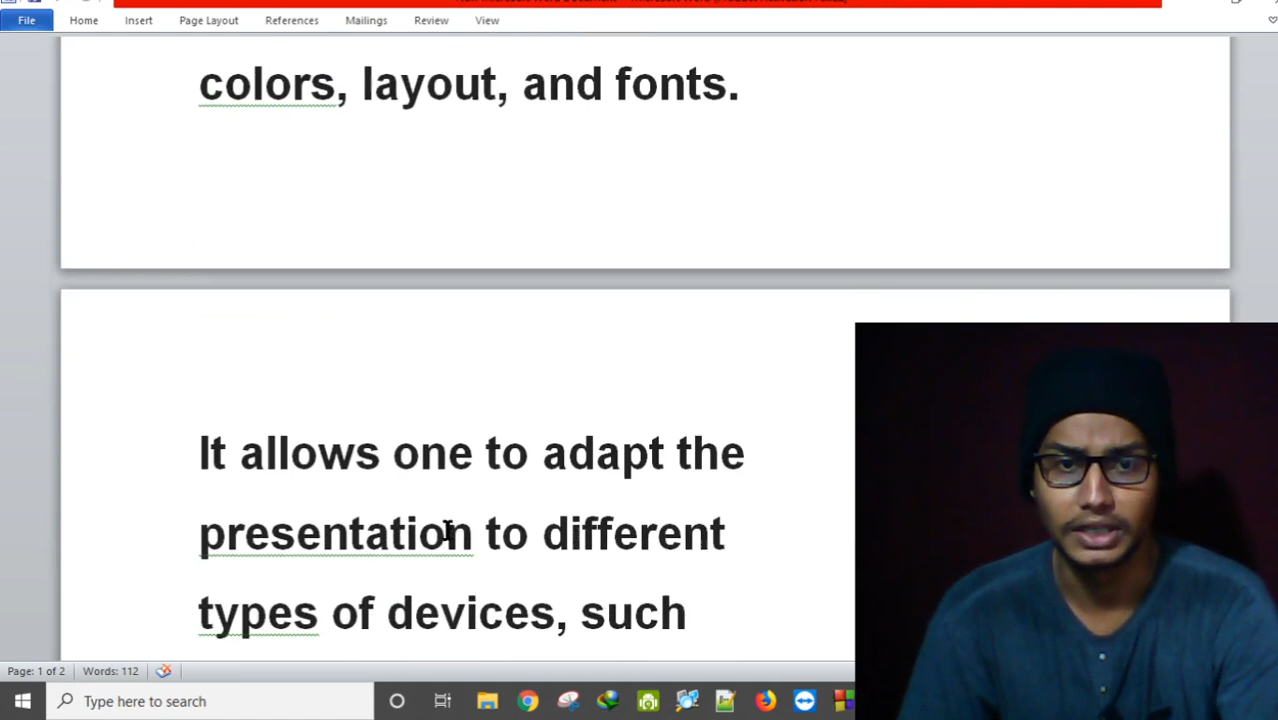 File Home Insert Page Layout References Mailings Review View
colors, layout, and fonts.
It allows one to adapt the
presentation to different
types of devices, such
Page: 1 of 2 Words: 112
Type here to search